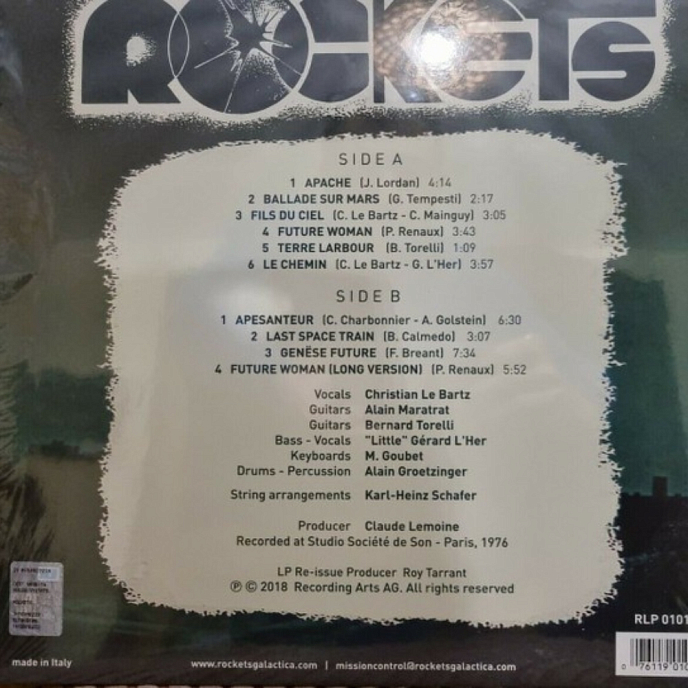 ROCKETS
SIDE A
1 APACHE (J. Lordan) 4:14
2 BALLADE SUR MARS (G. Tempesti) 2:17
3 FILS DU CIEL (C. Le Bartz - C. Mainguy) 3:05
4 FUTURE WOMAN (P. Renaux) 3:43
5 TERRE LARBOUR (B. Torelli) 1:09
6 LE CHEMIN (C. Le Bartz - G. L'Her) 3:57
SIDE B
1 APESANTEUR (C. Charbonnier - A. Golstein) 6:30
2 LAST SPACE TRAIN (B. Calmedo) 3:07
3 GENËSE FUTURE (F. Breant) 7:34
4 FUTURE WOMAN (LONG VERSION) (P. Renaux) 5:52
Vocals Christian Le Bartz
Guitars Alain Maratrat
Guitars Bernard Torelli
Bass - Vocals "Little" Gérard L'Her
Keyboards M. Goubet
Drums - Percussion Alain Groetzinger
String arrangements Karl-Heinz Schafer
Producer Claude Lemoine
Recorded at Studio Société de Son - Paris, 1976
LP Re-issue Producer Roy Tarrant
℗ © 2018 Recording Arts AG. All rights reserved
RLP 0101
0 76119 010
made in Italy
www.rocketsgalactica.com | missioncontrol@rocketsgalactica.com